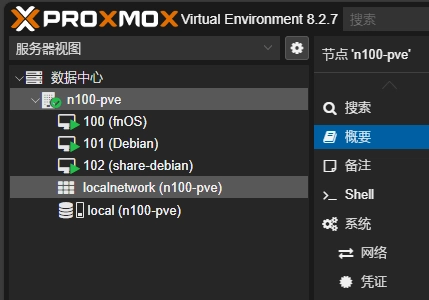 PROXMOX Virtual Environment 8.2.7
服务器视图
数据中心
n100-pve
100 (fnOS)
101 (Debian)
102 (share-debian)
localnetwork (n100-pve)
local (n100-pve)
节点 'n100-pve'
搜索
概要
备注
Shell
系统
网络
凭证